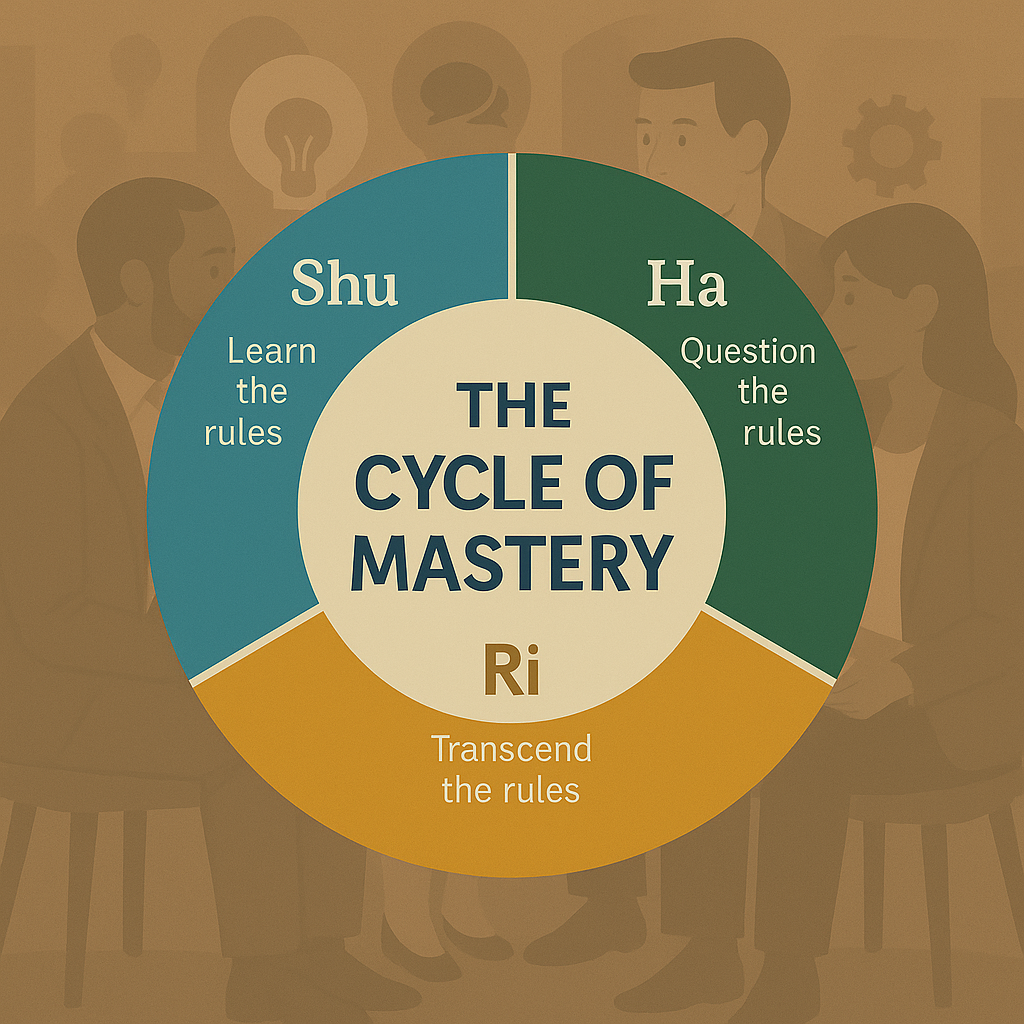 Shu
Learn
the
rules
Ha
Question
the
rules
THE
CYCLE OF
MASTERY
Ri
Transcend
the rules